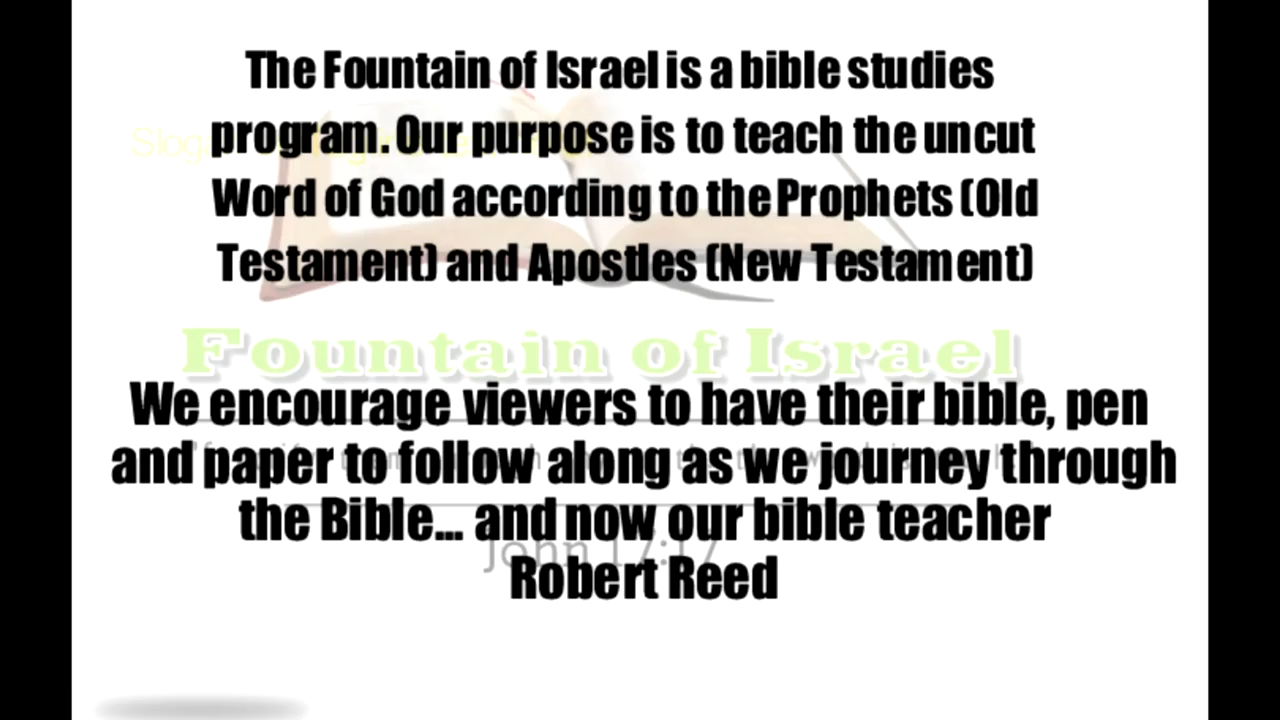 The Fountain of Israel is a bible studies
program. Our purpose is to teach the uncut
Word of God according to the Prophets (Old
Testament) and Apostles (New Testament)
Fountain of Israel
We encourage viewers to have their bible, pen
and paper to follow along as we journey through
the Bible... and now our bible teacher
John 17:17
Robert Reed